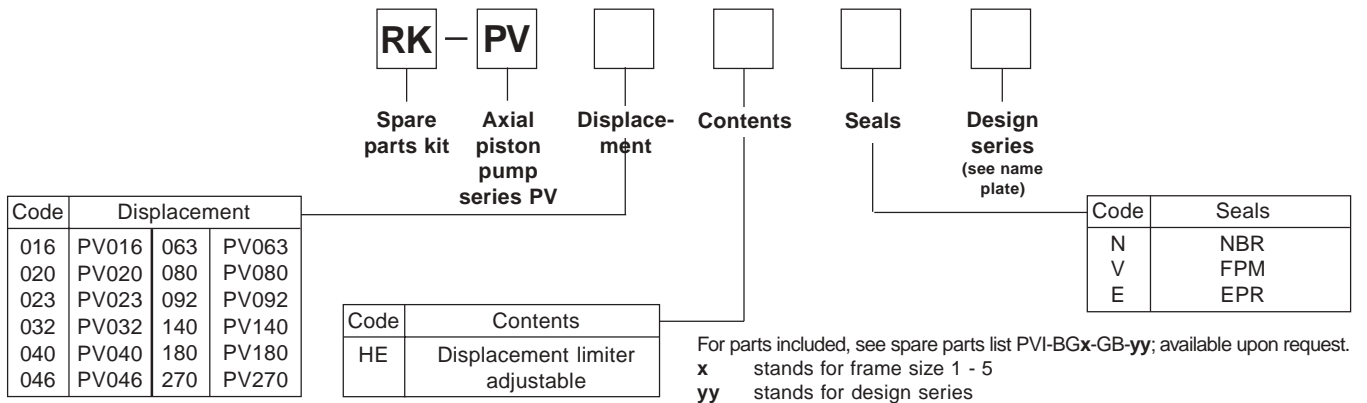 RK – PV
Spare parts kit
Axial piston pump series PV
Displace-
ment
Contents
Seals
Design series (see name plate)
Code Displacement
016 PV016 063 PV063
020 PV020 080 PV080
023 PV023 092 PV092
032 PV032 140 PV140
040 PV040 180 PV180
046 PV046 270 PV270
Code Contents
HE Displacement limiter
adjustable
Code Seals
N NBR
V FPM
E EPR
For parts included, see spare parts list PVI-BGx-GB-yy; available upon request.
x stands for frame size 1 - 5
yy stands for design series